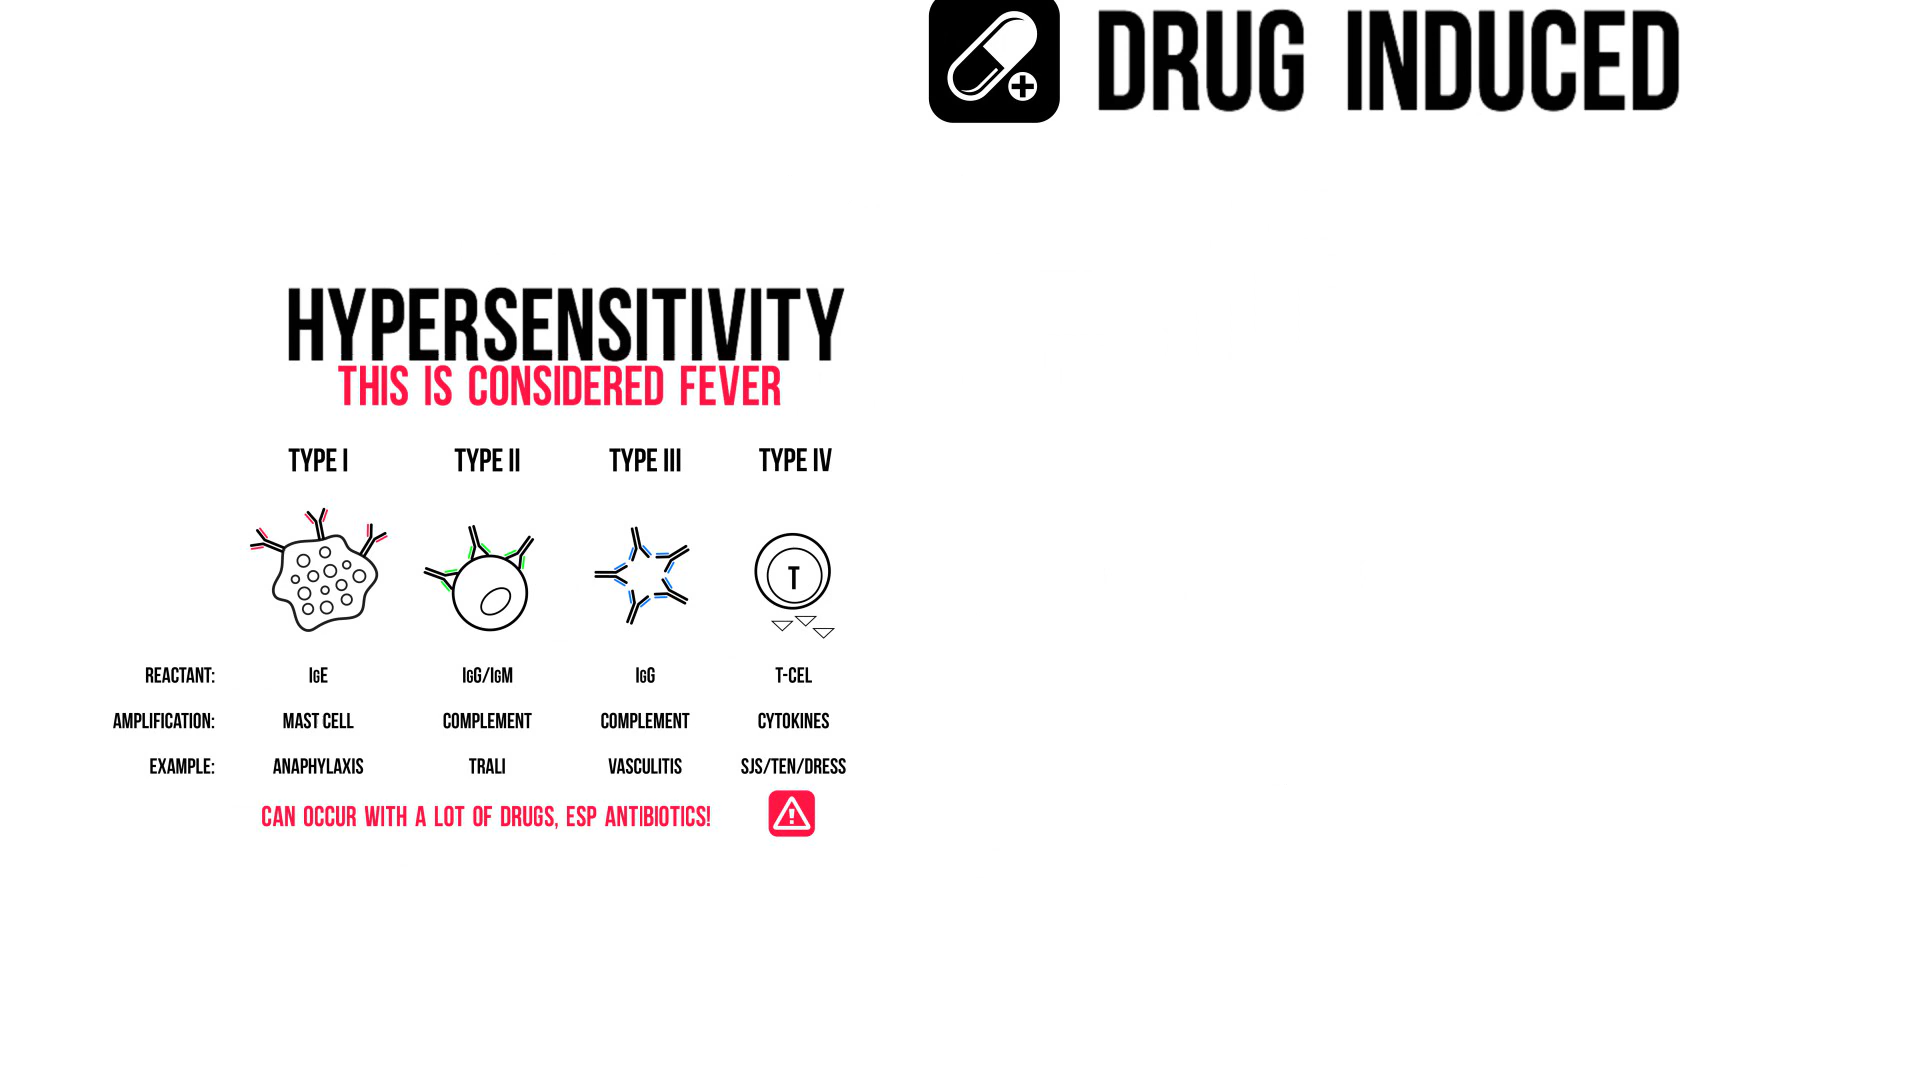 DRUG INDUCED
HYPERSENSITIVITY
THIS IS CONSIDERED FEVER
TYPE I TYPE II TYPE III TYPE IV
T
REACTANT: IgE IgG/IgM IgG T-CEL
AMPLIFICATION: MAST CELL COMPLEMENT COMPLEMENT CYTOKINES
EXAMPLE: ANAPHYLAXIS TRALI VASCULITIS SJS/TEN/DRESS
CAN OCCUR WITH A LOT OF DRUGS, ESP ANTIBIOTICS!